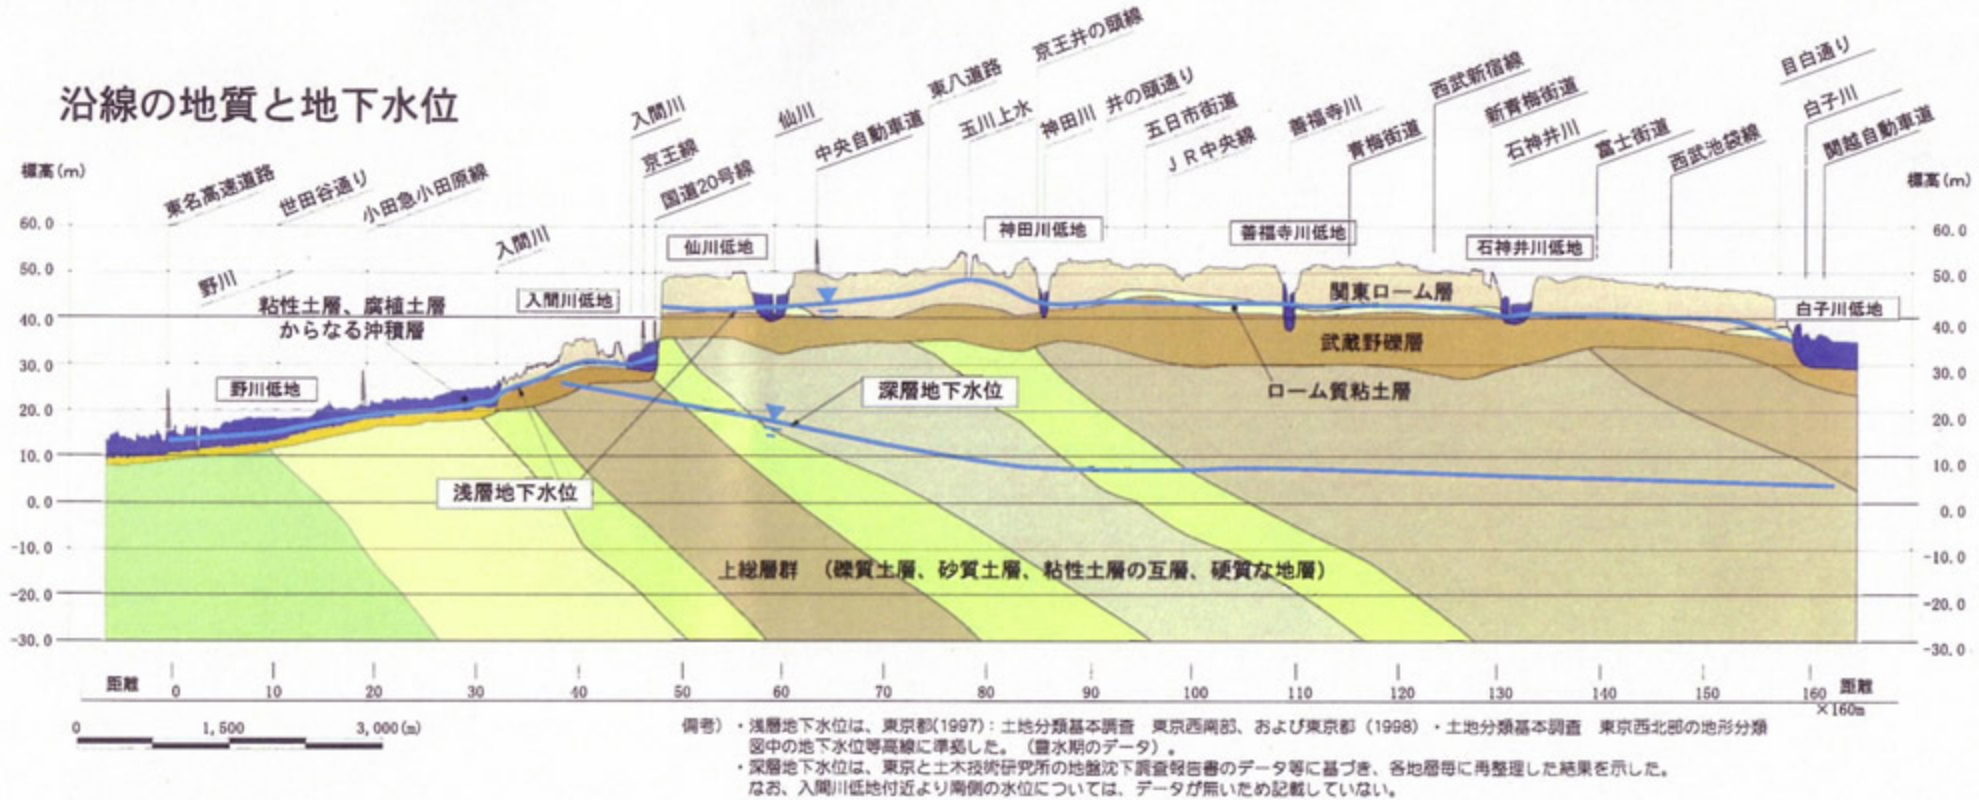 沿線の地質と地下水位
標高(m)
標高(m)
東名高速道路
野川
世田谷通り
小田急小田原線
入間川
入間川
京王線
国道20号線
仙川
中央自動車道
東八道路
玉川上水
京王井の頭線
神田川
井の頭通り
五日市街道
JR中央線
善福寺川
青梅街道
西武新宿線
新青梅街道
石神井川
富士街道
西武池袋線
目白通り
白子川
関越自動車道
60.0
50.0
40.0
30.0
20.0
10.0
0.0
-10.0
-20.0
-30.0
60.0
50.0
40.0
30.0
20.0
10.0
0.0
-10.0
-20.0
-30.0
野川低地
入間川低地
仙川低地
神田川低地
善福寺川低地
石神井川低地
白子川低地
粘性土層、腐植土層
からなる沖積層
関東ローム層
武蔵野礫層
ローム質粘土層
深層地下水位
浅層地下水位
上総層群 (礫質土層、砂質土層、粘性土層の互層、硬質な地層)
距離 0 10 20 30 40 50 60 70 80 90 100 110 120 130 140 150 160 距離
×160m
0 1,500 3,000(m)
備考)・浅層地下水位は、東京都(1997):土地分類基本調査 東京西南部、および東京都(1998)・土地分類基本調査 東京西北部の地形分類
図中の地下水位等高線に準拠した。(豊水期のデータ)。
・深層地下水位は、東京と土木技術研究所の地盤沈下調査報告書のデータ等に基づき、各地層毎に再整理した結果を示した。
なお、入間川低地付近より南側の水位については、データが無いため記載していない。